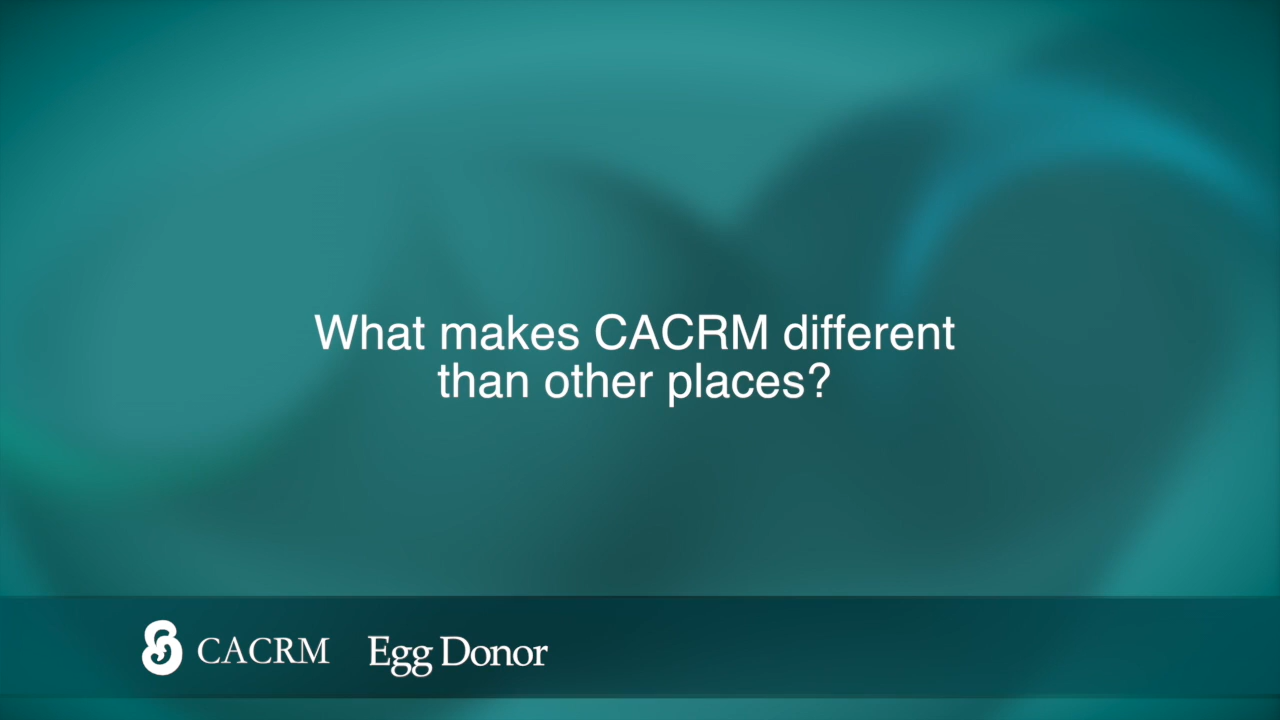 What makes CACRM different
than other places?
CACRM Egg Donor